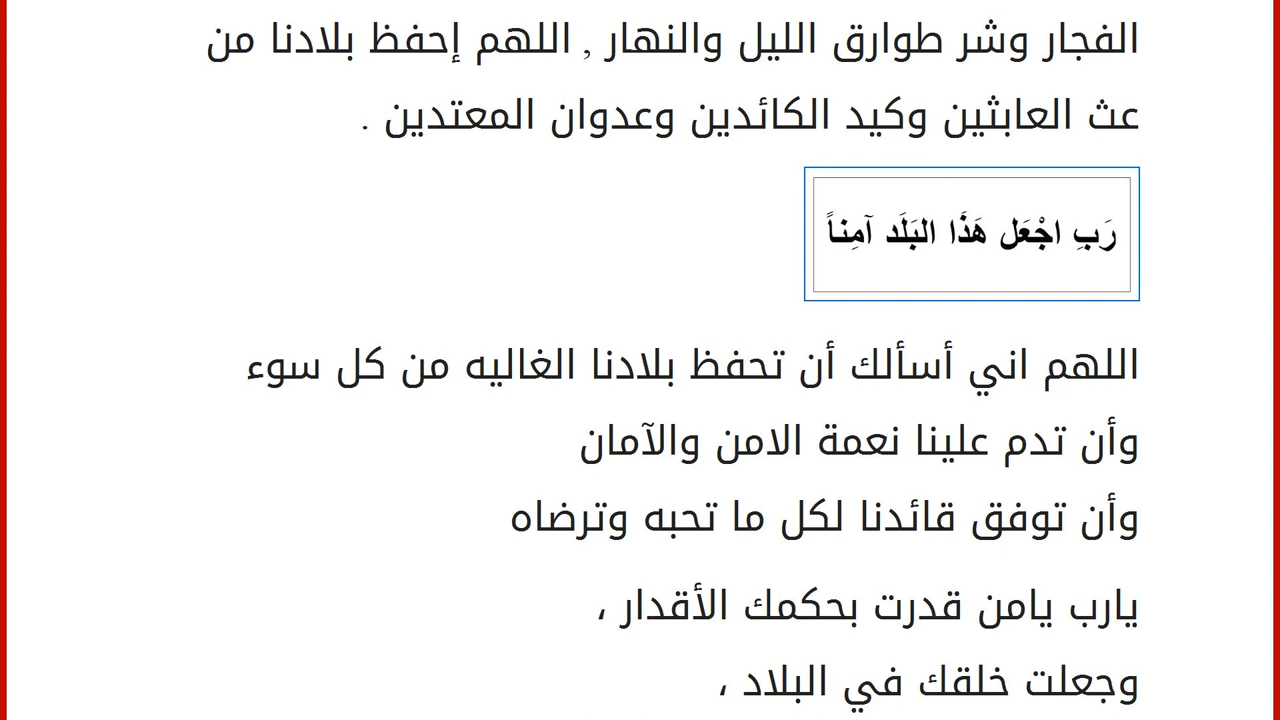 الفجار وشر طوارق الليل والنهار , اللهم إحفظ بلادنا من
عث العابثين وكيد الكائدين وعدوان المعتدين .
رَبِ اجْعَل هَذَا البَلَد آمِناً
اللهم اني أسألك أن تحفظ بلادنا الغاليه من كل سوء
وأن تدم علينا نعمة الامن والآمان
وأن توفق قائدنا لكل ما تحبه وترضاه
يارب يامن قدرت بحكمك الأقدار ،
وجعلت خلقك في البلاد ،